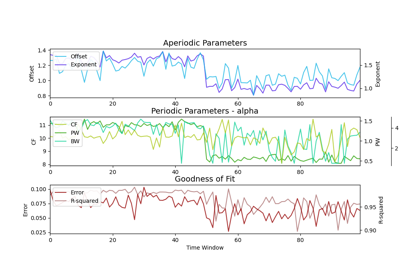 Aperiodic Parameters
1.4
1.2
1.0
0.8
Offset
Offset
Exponent
1.5
1.0
Exponent
0 20 40 60 80
Periodic Parameters - alpha
11
10
9
8
CF
CF
PW
BW
1.5
1.0
0.5
PW
4
2
0 20 40 60 80
Goodness of Fit
0.100
0.075
0.050
0.025
Error
Error
R-squared
0.95
0.90
R-squared
0 20 40 60 80
Time Window